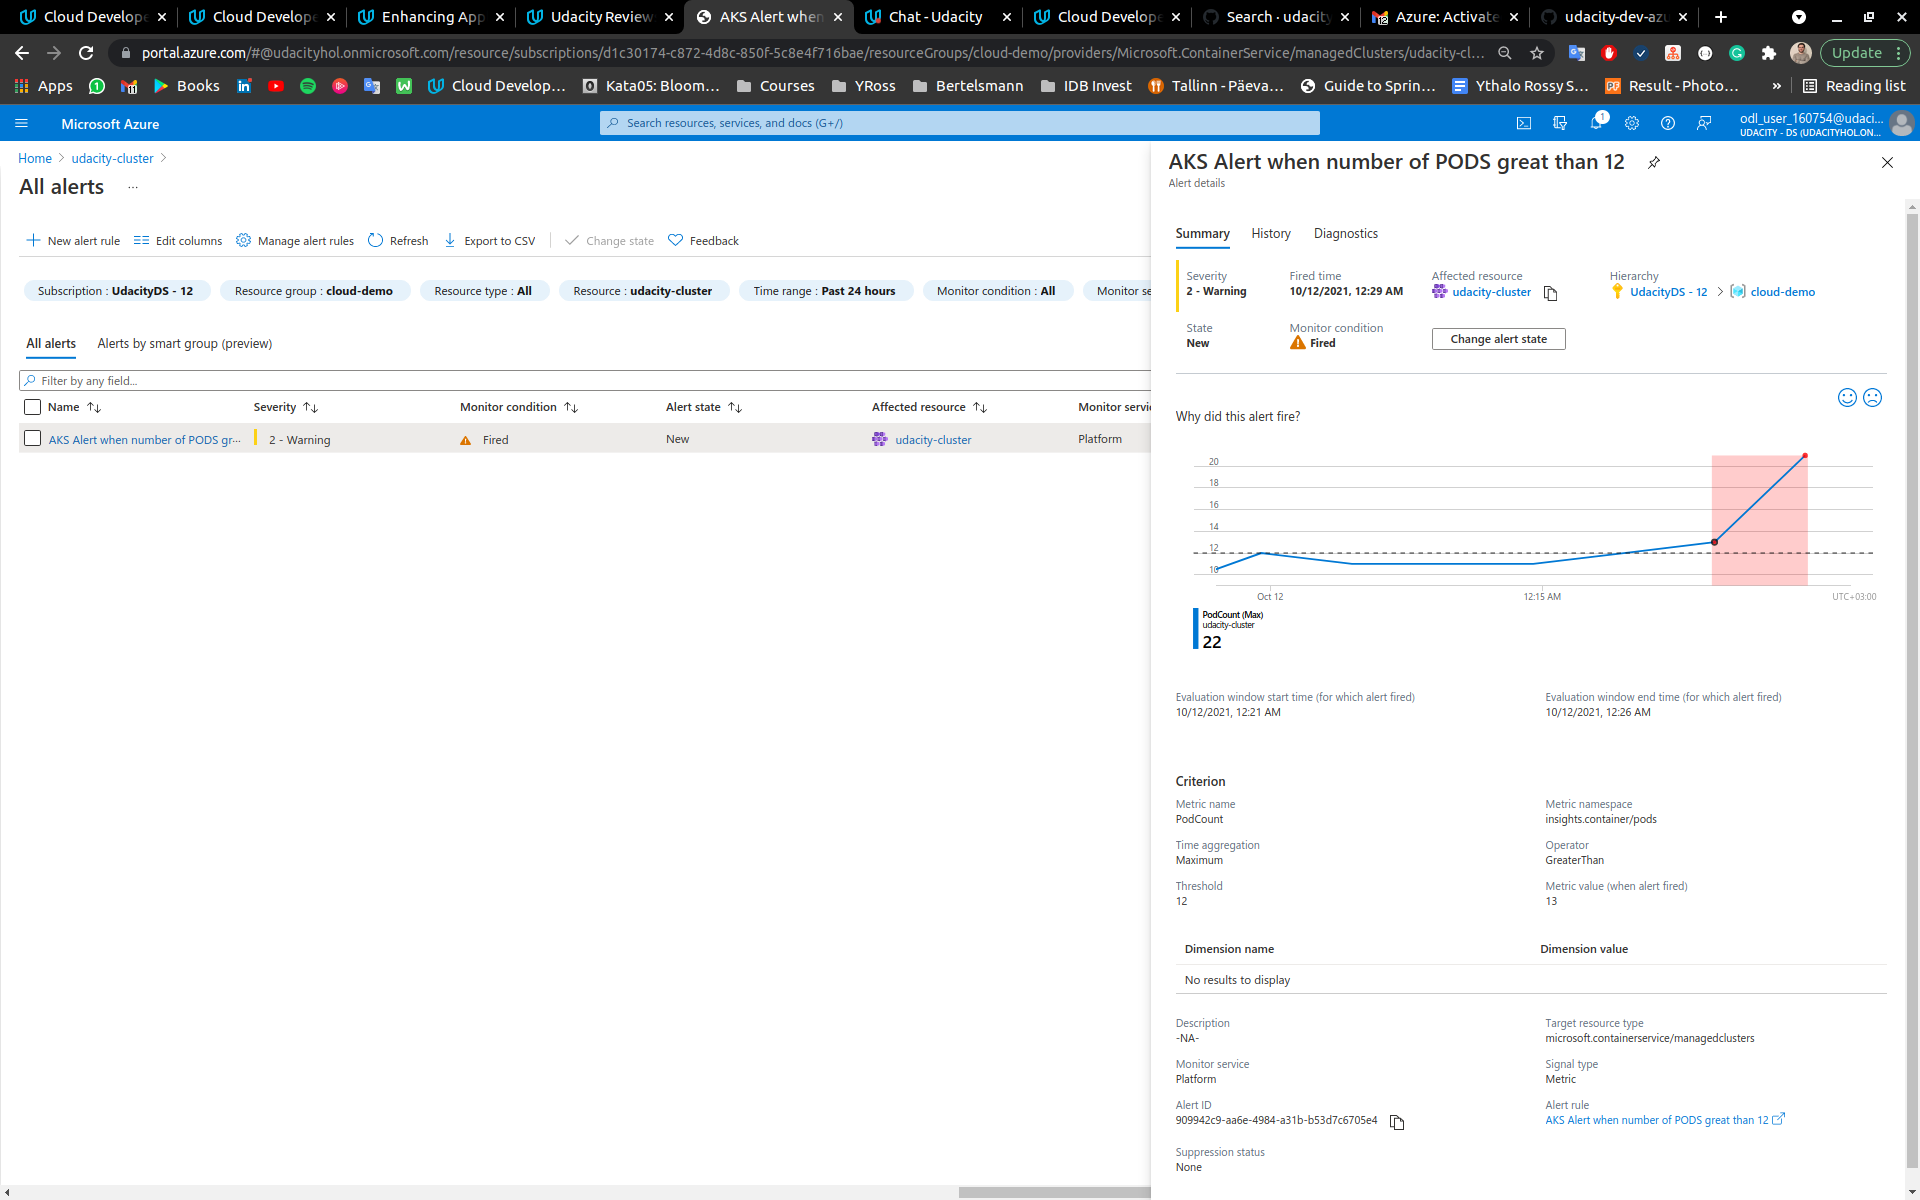 Cloud Develope
Cloud Develope
Enhancing App
Udacity Reviews
AKS Alert when
Chat - Udacity
Cloud Develope
Search · udacity
Azure: Activate
udacity-dev-azu
portal.azure.com/#@udacityhol.onmicrosoft.com/resource/subscriptions/d1c30174-c872-4d8c-850f-5c8e4f716bae/resourceGroups/cloud-demo/providers/Microsoft.ContainerService/managedClusters/udacity-cl...
Update
Apps
Books
Cloud Develop...
Kata05: Bloom...
Courses
YRoss
Bertelsmann
IDB Invest
Tallinn - Päeva...
Guide to Sprin...
Ythalo Rossy S...
Result - Photo...
»
Reading list
Microsoft Azure
Search resources, services, and docs (G+/)
1
odl_user_160754@udaci...
UDACITY - DS (UDACITYHOL.ON...
Home > udacity-cluster >
All alerts ...
New alert rule
Edit columns
Manage alert rules
Refresh
Export to CSV
Change state
Feedback
Subscription : UdacityDS - 12
Resource group : cloud-demo
Resource type : All
Resource : udacity-cluster
Time range : Past 24 hours
Monitor condition : All
Monitor se
All alerts
Alerts by smart group (preview)
Filter by any field...
Name
Severity
Monitor condition
Alert state
Affected resource
Monitor servi
AKS Alert when number of PODS gr...
2 - Warning
Fired
New
udacity-cluster
Platform
AKS Alert when number of PODS great than 12
Alert details
Summary
History
Diagnostics
Severity
2 - Warning
Fired time
10/12/2021, 12:29 AM
Affected resource
udacity-cluster
Hierarchy
UdacityDS - 12 > cloud-demo
State
New
Monitor condition
Fired
Change alert state
Why did this alert fire?
20
18
16
14
12
10
Oct 12
12:15 AM
UTC+03:00
PodCount (Max)
udacity-cluster
22
Evaluation window start time (for which alert fired)
10/12/2021, 12:21 AM
Evaluation window end time (for which alert fired)
10/12/2021, 12:26 AM
Criterion
Metric name
PodCount
Metric namespace
insights.container/pods
Time aggregation
Maximum
Operator
GreaterThan
Threshold
12
Metric value (when alert fired)
13
Dimension name
Dimension value
No results to display
Description
-NA-
Target resource type
microsoft.containerservice/managedclusters
Monitor service
Platform
Signal type
Metric
Alert ID
909942c9-aa6e-4984-a31b-b53d7c6705e4
Alert rule
AKS Alert when number of PODS great than 12
Suppression status
None